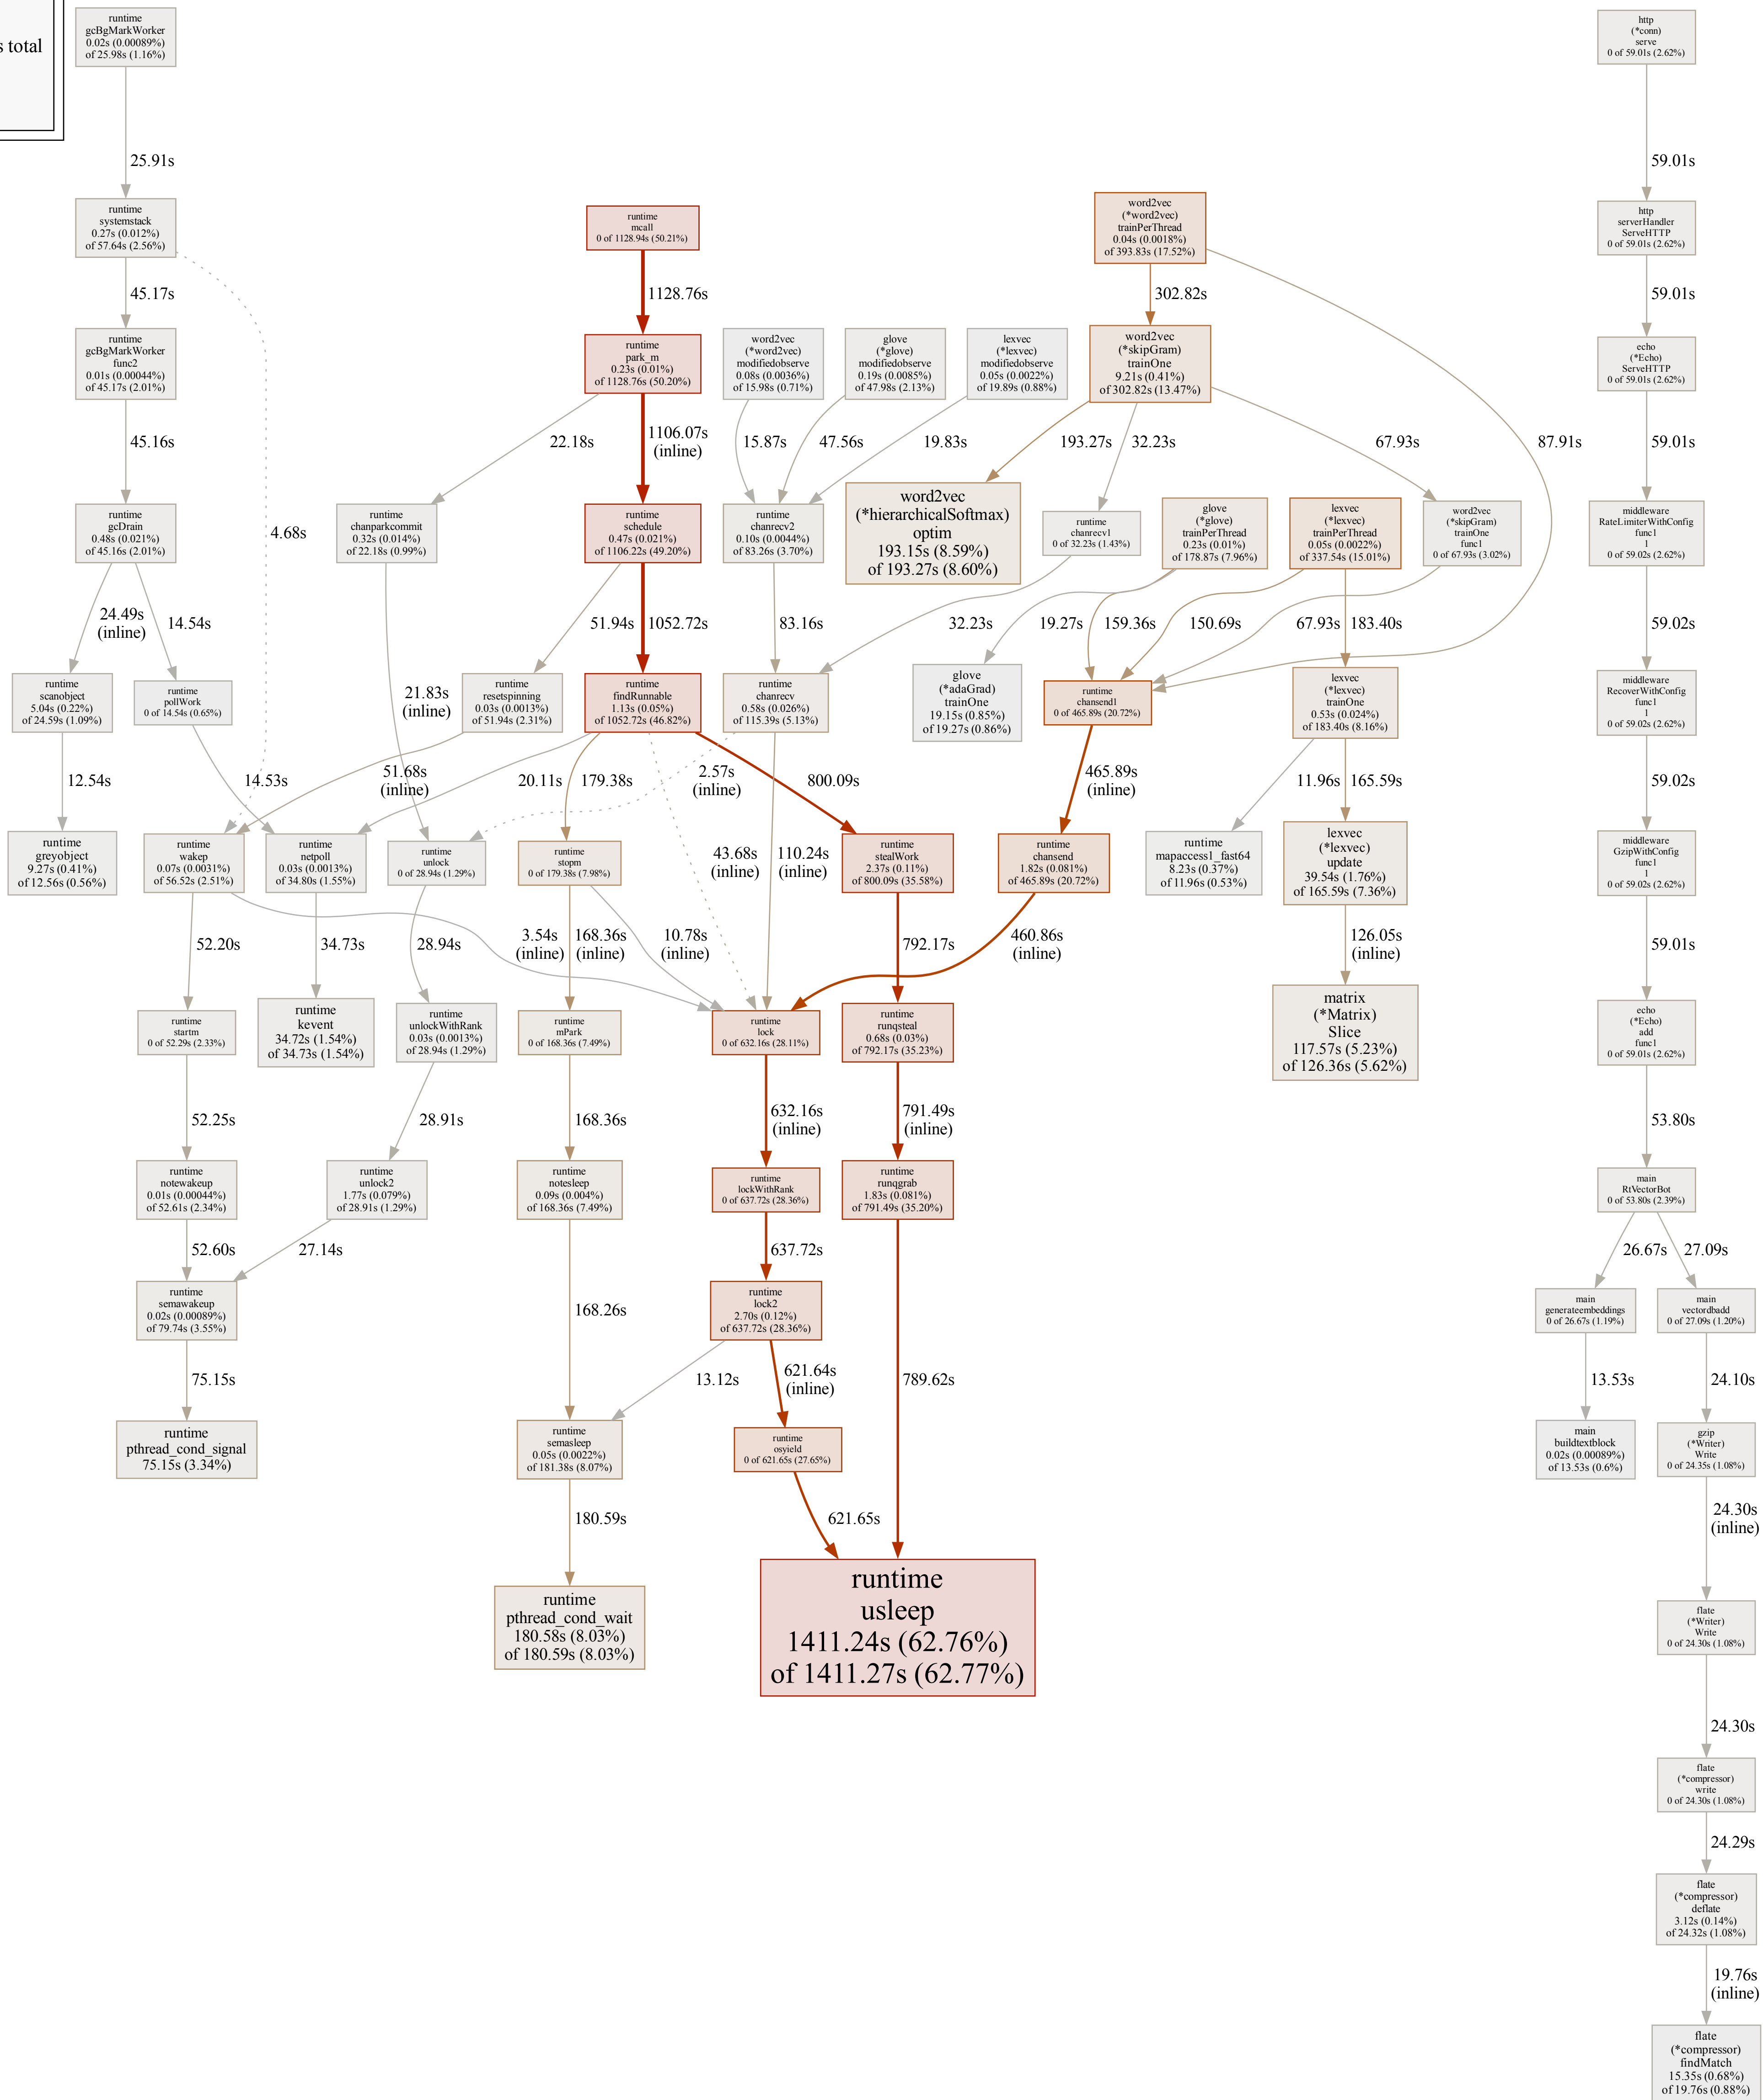 s total
runtime
gcBgMarkWorker
0.02s (0.00089%)
of 25.98s (1.16%)
http
(*conn)
serve
0 of 59.01s (2.62%)
25.91s
59.01s
runtime
systemstack
0.27s (0.012%)
of 57.64s (2.56%)
runtime
mcall
0 of 1128.94s (50.21%)
word2vec
(*word2vec)
trainPerThread
0.04s (0.0018%)
of 393.83s (17.52%)
http
serverHandler
ServeHTTP
0 of 59.01s (2.62%)
45.17s
1128.76s
302.82s
59.01s
runtime
gcBgMarkWorker
func2
0.01s (0.00044%)
of 45.17s (2.01%)
runtime
park_m
0.23s (0.01%)
of 1128.76s (50.20%)
word2vec
(*word2vec)
modifiedobserve
0.08s (0.0036%)
of 15.98s (0.71%)
glove
(*glove)
modifiedobserve
0.19s (0.0085%)
of 47.98s (2.13%)
lexvec
(*lexvec)
modifiedobserve
0.05s (0.0022%)
of 19.89s (0.88%)
word2vec
(*skipGram)
trainOne
9.21s (0.41%)
of 302.82s (13.47%)
echo
(*Echo)
ServeHTTP
0 of 59.01s (2.62%)
45.16s
22.18s
1106.07s
(inline)
15.87s
47.56s
19.83s
193.27s
32.23s
67.93s
87.91s
59.01s
runtime
gcDrain
0.48s (0.021%)
of 45.16s (2.01%)
4.68s
runtime
chanparkcommit
0.32s (0.014%)
of 22.18s (0.99%)
runtime
schedule
0.47s (0.021%)
of 1106.22s (49.20%)
runtime
chanrecv2
0.10s (0.0044%)
of 83.26s (3.70%)
word2vec
(*hierarchicalSoftmax)
optim
193.15s (8.59%)
of 193.27s (8.60%)
runtime
chanrecv1
0 of 32.23s (1.43%)
glove
(*glove)
trainPerThread
0.23s (0.01%)
of 178.87s (7.96%)
lexvec
(*lexvec)
trainPerThread
0.05s (0.0022%)
of 337.54s (15.01%)
word2vec
(*skipGram)
trainOne
func1
0 of 67.93s (3.02%)
middleware
RateLimiterWithConfig
func1
1
0 of 59.02s (2.62%)
24.49s
(inline)
14.54s
51.94s
1052.72s
83.16s
32.23s
19.27s
159.36s
150.69s
67.93s
183.40s
59.02s
runtime
scanobject
5.04s (0.22%)
of 24.59s (1.09%)
runtime
pollWork
0 of 14.54s (0.65%)
21.83s
(inline)
runtime
resetspinning
0.03s (0.0013%)
of 51.94s (2.31%)
runtime
findRunnable
1.13s (0.05%)
of 1052.72s (46.82%)
runtime
chanrecv
0.58s (0.026%)
of 115.39s (5.13%)
glove
(*adaGrad)
trainOne
19.15s (0.85%)
of 19.27s (0.86%)
runtime
chansend1
0 of 465.89s (20.72%)
lexvec
(*lexvec)
trainOne
0.53s (0.024%)
of 183.40s (8.16%)
middleware
RecoverWithConfig
func1
1
0 of 59.02s (2.62%)
12.54s
14.53s
51.68s
(inline)
20.11s
179.38s
2.57s
(inline)
800.09s
465.89s
(inline)
11.96s
165.59s
59.02s
runtime
greyobject
9.27s (0.41%)
of 12.56s (0.56%)
runtime
wakep
0.07s (0.0031%)
of 56.52s (2.51%)
runtime
netpoll
0.03s (0.0013%)
of 34.80s (1.55%)
runtime
unlock
0 of 28.94s (1.29%)
runtime
stopm
0 of 179.38s (7.98%)
43.68s
(inline)
110.24s
(inline)
runtime
stealWork
2.37s (0.11%)
of 800.09s (35.58%)
runtime
chansend
1.82s (0.081%)
of 465.89s (20.72%)
runtime
mapaccess1_fast64
8.23s (0.37%)
of 11.96s (0.53%)
lexvec
(*lexvec)
update
39.54s (1.76%)
of 165.59s (7.36%)
middleware
GzipWithConfig
func1
1
0 of 59.02s (2.62%)
52.20s
34.73s
28.94s
3.54s
(inline)
168.36s
(inline)
10.78s
(inline)
792.17s
460.86s
(inline)
126.05s
(inline)
59.01s
runtime
startm
0 of 52.29s (2.33%)
runtime
kevent
34.72s (1.54%)
of 34.73s (1.54%)
runtime
unlockWithRank
0.03s (0.0013%)
of 28.94s (1.29%)
runtime
mPark
0 of 168.36s (7.49%)
runtime
lock
0 of 632.16s (28.11%)
runtime
runqsteal
0.68s (0.03%)
of 792.17s (35.23%)
matrix
(*Matrix)
Slice
117.57s (5.23%)
of 126.36s (5.62%)
echo
(*Echo)
add
func1
0 of 59.01s (2.62%)
52.25s
28.91s
168.36s
632.16s
(inline)
791.49s
(inline)
53.80s
runtime
notewakeup
0.01s (0.00044%)
of 52.61s (2.34%)
runtime
unlock2
1.77s (0.079%)
of 28.91s (1.29%)
runtime
notesleep
0.09s (0.004%)
of 168.36s (7.49%)
runtime
lockWithRank
0 of 637.72s (28.36%)
runtime
runqgrab
1.83s (0.081%)
of 791.49s (35.20%)
main
RtVectorBot
0 of 53.80s (2.39%)
52.60s
27.14s
637.72s
26.67s
27.09s
runtime
semawakeup
0.02s (0.00089%)
of 79.74s (3.55%)
168.26s
runtime
lock2
2.70s (0.12%)
of 637.72s (28.36%)
main
generateembeddings
0 of 26.67s (1.19%)
main
vectordbadd
0 of 27.09s (1.20%)
75.15s
13.12s
621.64s
(inline)
789.62s
13.53s
24.10s
runtime
pthread_cond_signal
75.15s (3.34%)
runtime
semasleep
0.05s (0.0022%)
of 181.38s (8.07%)
runtime
osyield
0 of 621.65s (27.65%)
main
buildtextblock
0.02s (0.00089%)
of 13.53s (0.6%)
gzip
(*Writer)
Write
0 of 24.35s (1.08%)
180.59s
621.65s
24.30s
(inline)
runtime
pthread_cond_wait
180.58s (8.03%)
of 180.59s (8.03%)
runtime
usleep
1411.24s (62.76%)
of 1411.27s (62.77%)
flate
(*Writer)
Write
0 of 24.30s (1.08%)
24.30s
flate
(*compressor)
write
0 of 24.30s (1.08%)
24.29s
flate
(*compressor)
deflate
3.12s (0.14%)
of 24.32s (1.08%)
19.76s
(inline)
flate
(*compressor)
findMatch
15.35s (0.68%)
of 19.76s (0.88%)